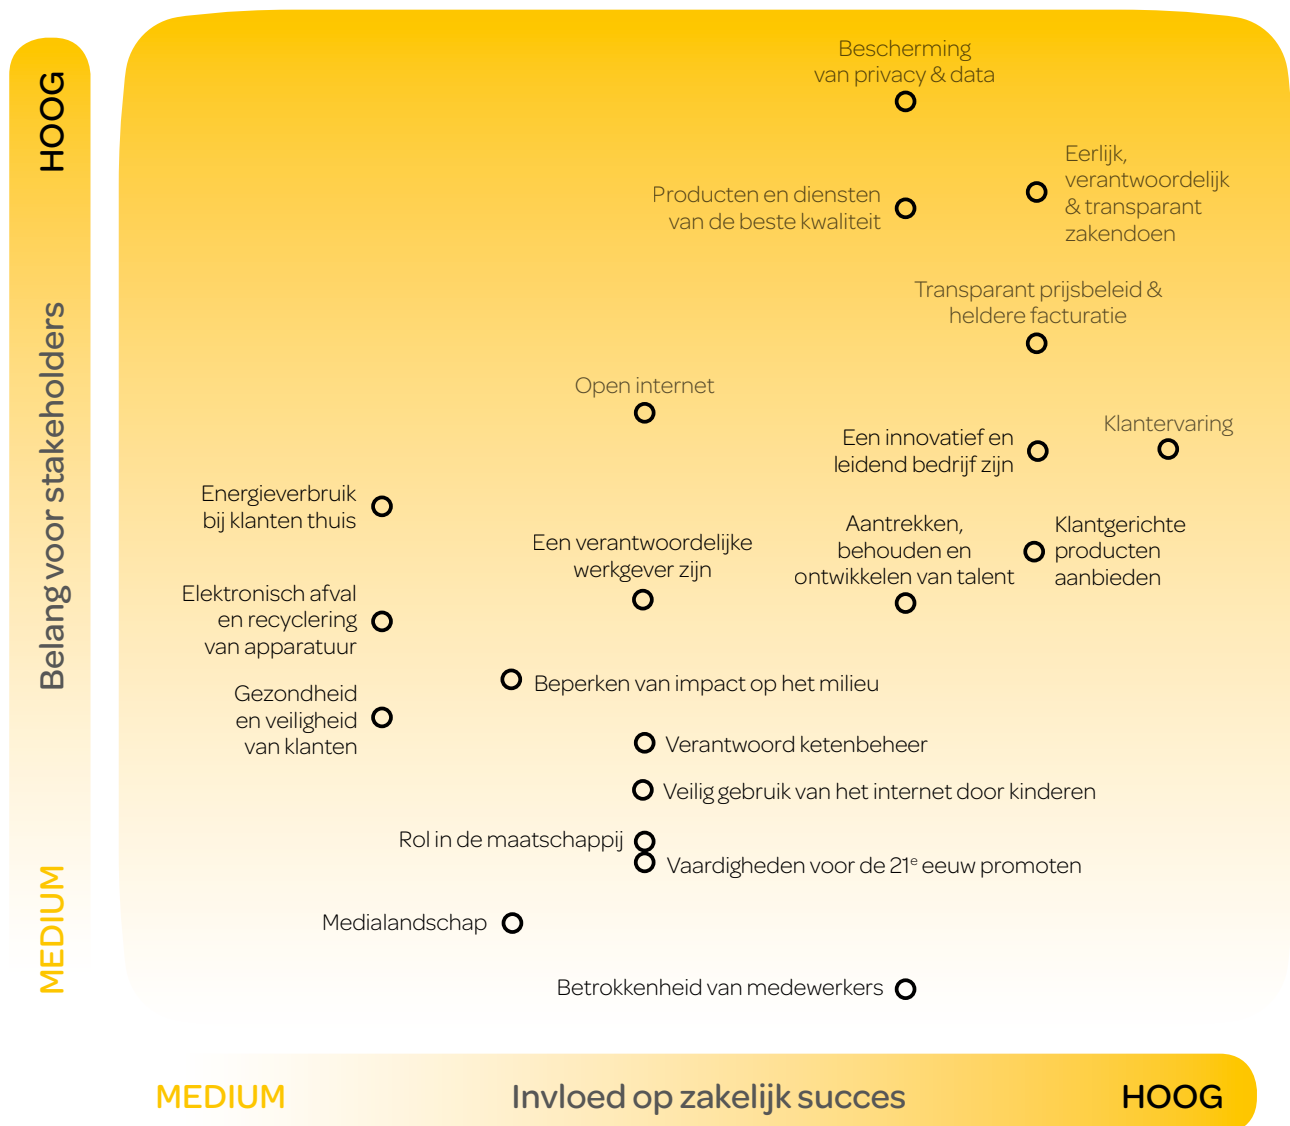 HOOG
Belang voor stakeholders
MEDIUM
Bescherming
van privacy & data
Eerlijk,
verantwoordelijk
& transparant
zakendoen
Producten en diensten
van de beste kwaliteit
Transparant prijsbeleid &
heldere facturatie
Open internet
Klantervaring
Een innovatief en
leidend bedrijf zijn
Energieverbruik
bij klanten thuis
Een verantwoordelijke
werkgever zijn
Aantrekken,
behouden en
ontwikkelen van talent
Klantgerichte
producten
aanbieden
Elektronisch afval
en recyclering
van apparatuur
Beperken van impact op het milieu
Gezondheid
en veiligheid
van klanten
Verantwoord ketenbeheer
Veilig gebruik van het internet door kinderen
Rol in de maatschappij
Vaardigheden voor de 21e eeuw promoten
Medialandschap
Betrokkenheid van medewerkers
MEDIUM
Invloed op zakelijk succes
HOOG